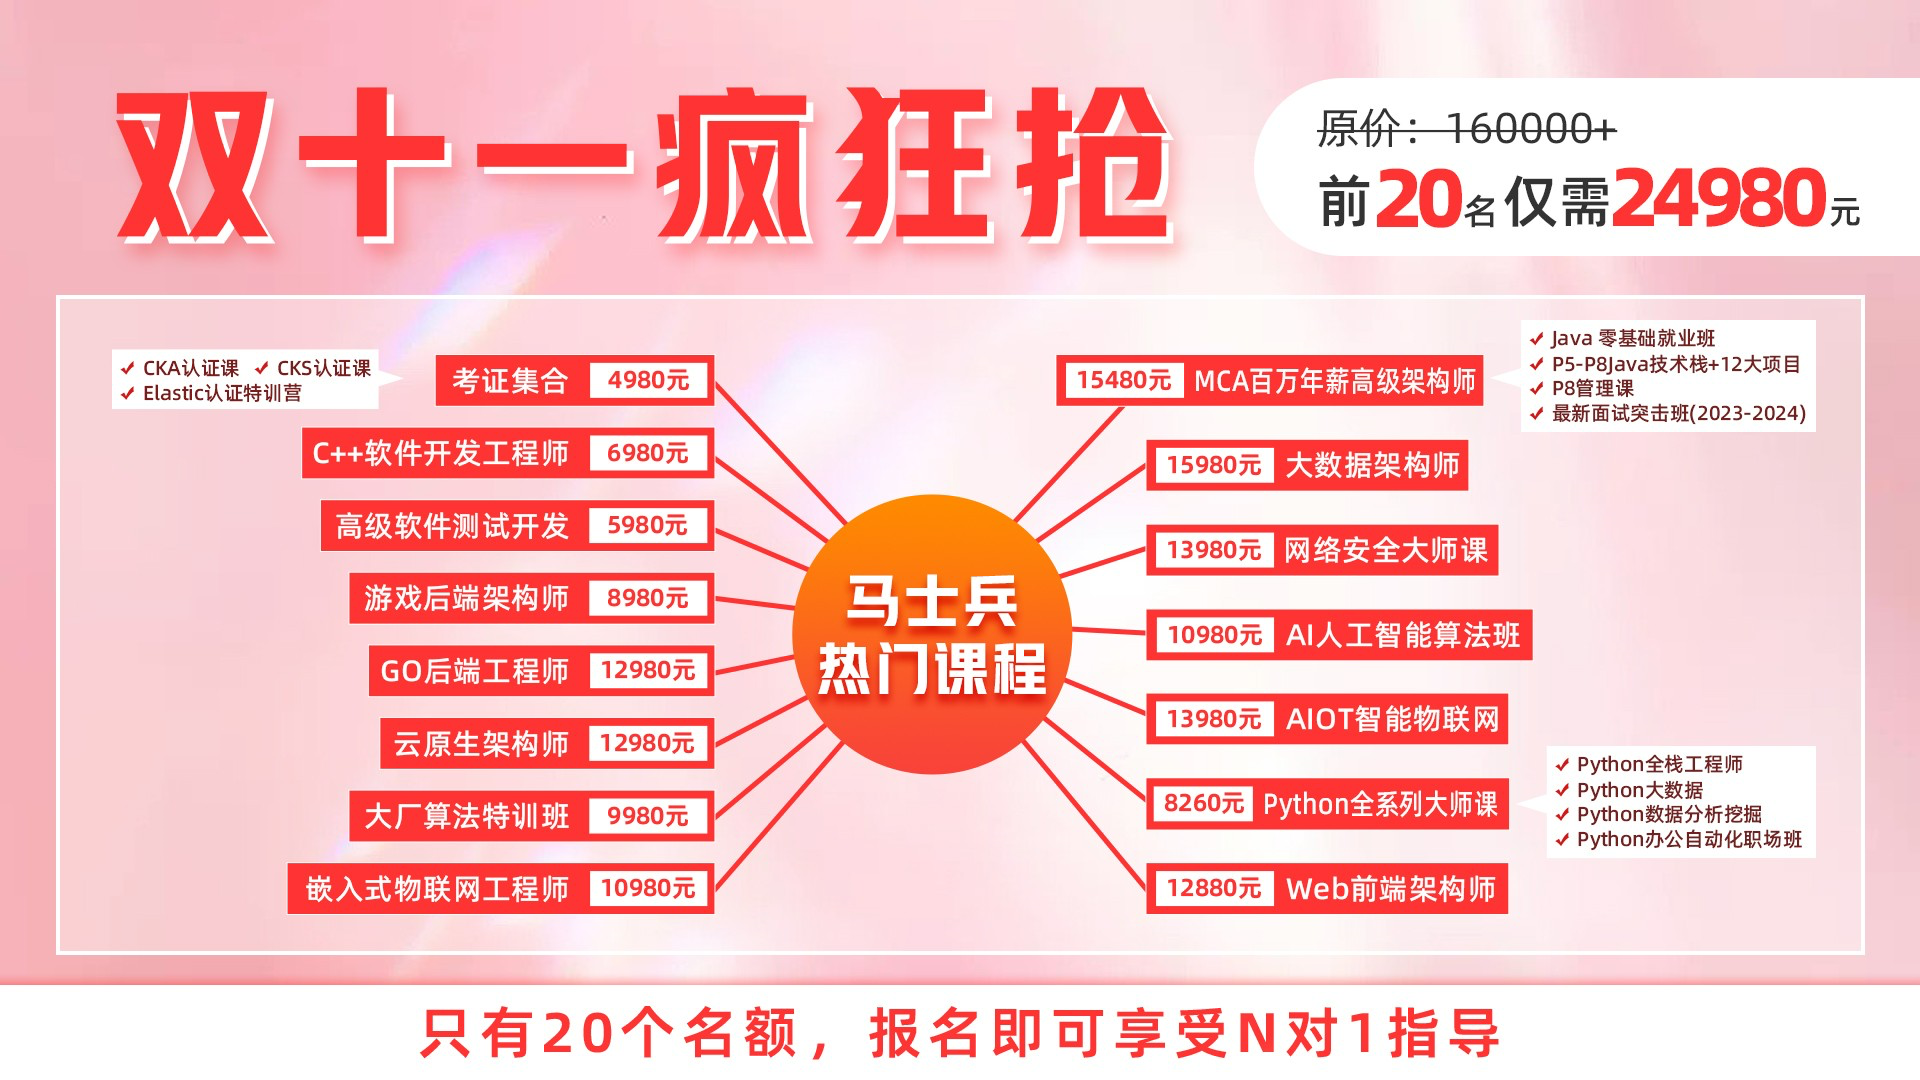 双十一疯狂抢
原价：160000+
前20名仅需24980元
CKA认证课 CKS认证课
Elastic认证特训营
考证集合 4980元
C++软件开发工程师 6980元
高级软件测试开发 5980元
游戏后端架构师 8980元
GO后端工程师 12980元
云原生架构师 12980元
大厂算法特训班 9980元
嵌入式物联网工程师 10980元
马士兵
热门课程
15480元 MCA百万年薪高级架构师
Java 零基础就业班
P5-P8Java技术栈+12大项目
P8管理课
最新面试突击班(2023-2024)
15980元 大数据架构师
13980元 网络安全大师课
10980元 AI人工智能算法班
13980元 AIOT智能物联网
8260元 Python全系列大师课
Python全栈工程师
Python大数据
Python数据分析挖掘
Python办公自动化职场班
12880元 Web前端架构师
只有20个名额，报名即可享受N对1指导